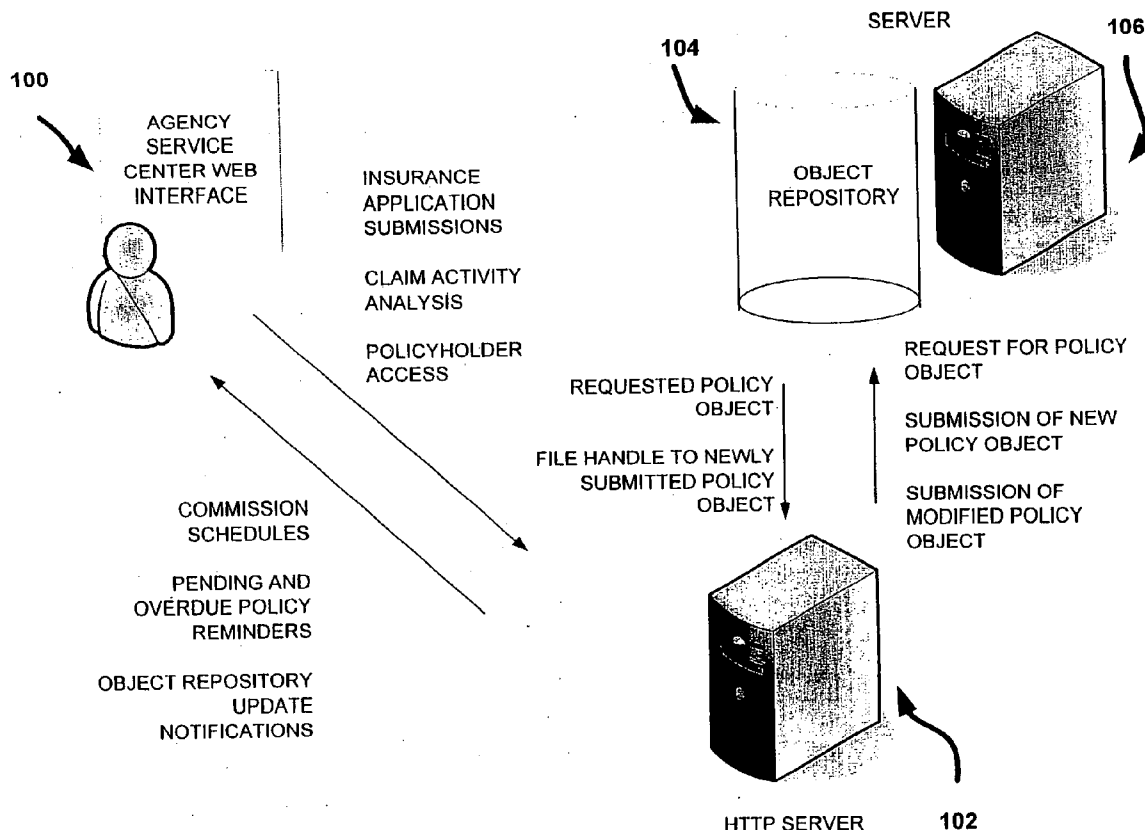 100
AGENCY
SERVICE
CENTER WEB
INTERFACE
INSURANCE
APPLICATION
SUBMISSIONS
CLAIM ACTIVITY
ANALYSIS
POLICYHOLDER
ACCESS
COMMISSION
SCHEDULES
PENDING AND
OVERDUE POLICY
REMINDERS
OBJECT REPOSITORY
UPDATE
NOTIFICATIONS
SERVER
104
106
OBJECT
REPOSITORY
REQUESTED POLICY
OBJECT
FILE HANDLE TO NEWLY
SUBMITTED POLICY
OBJECT
REQUEST FOR POLICY
OBJECT
SUBMISSION OF NEW
POLICY OBJECT
SUBMISSION OF
MODIFIED POLICY
OBJECT
HTTP SERVER
102